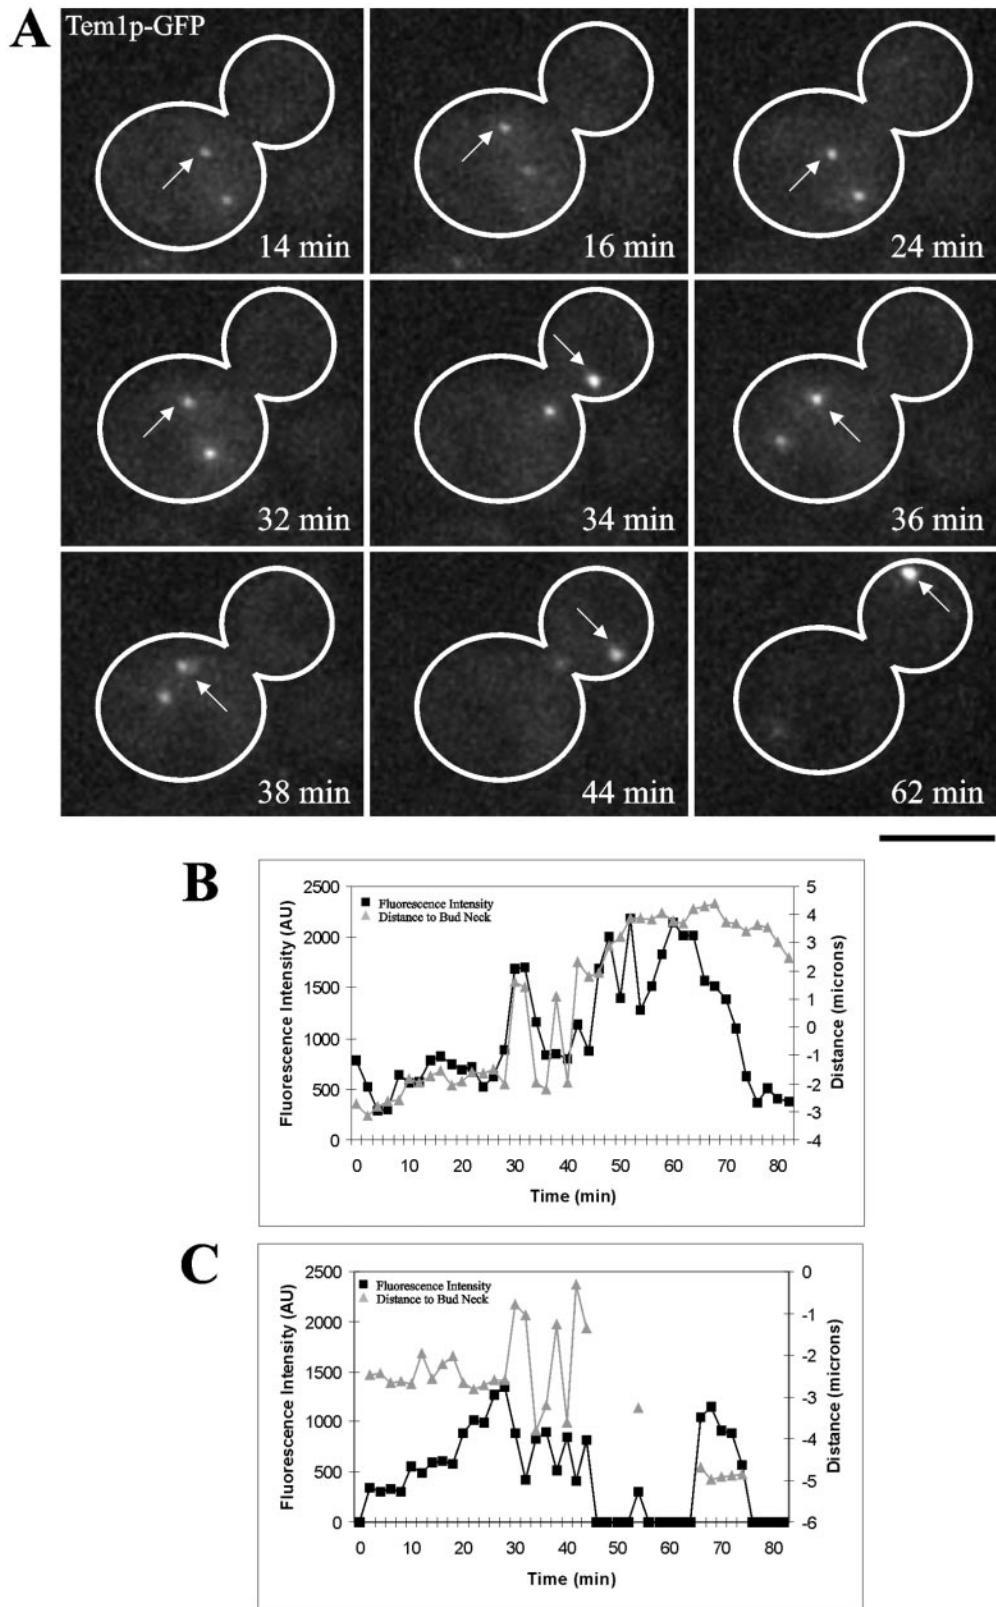 A
Tem1p-GFP
14 min
16 min
24 min
32 min
34 min
36 min
38 min
44 min
62 min
B
2500
2000
1500
1000
500
0
Fluorescence Intensity (AU)
Fluorescence Intensity
Distance to Bud Neck
5
4
3
2
1
0
-1
-2
-3
-4
Distance (microns)
0 10 20 30 40 50 60 70 80
Time (min)
C
2500
2000
1500
1000
500
0
Fluorescence Intensity (AU)
Fluorescence Intensity
Distance to Bud Neck
0
-1
-2
-3
-4
-5
-6
Distance (microns)
0 10 20 30 40 50 60 70 80
Time (min)